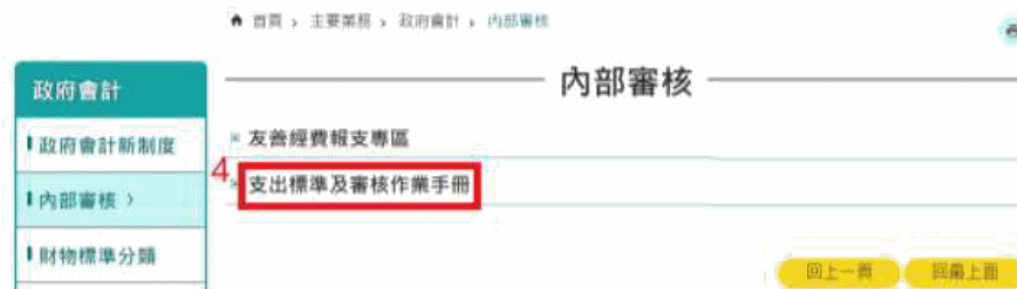 首頁 › 主要業務 › 政府會計 › 內部審核
政府會計
內部審核
政府會計新制度
友善經費報支專區
4
支出標準及審核作業手冊
內部審核 ›
財物標準分類
回上一頁
回最上面